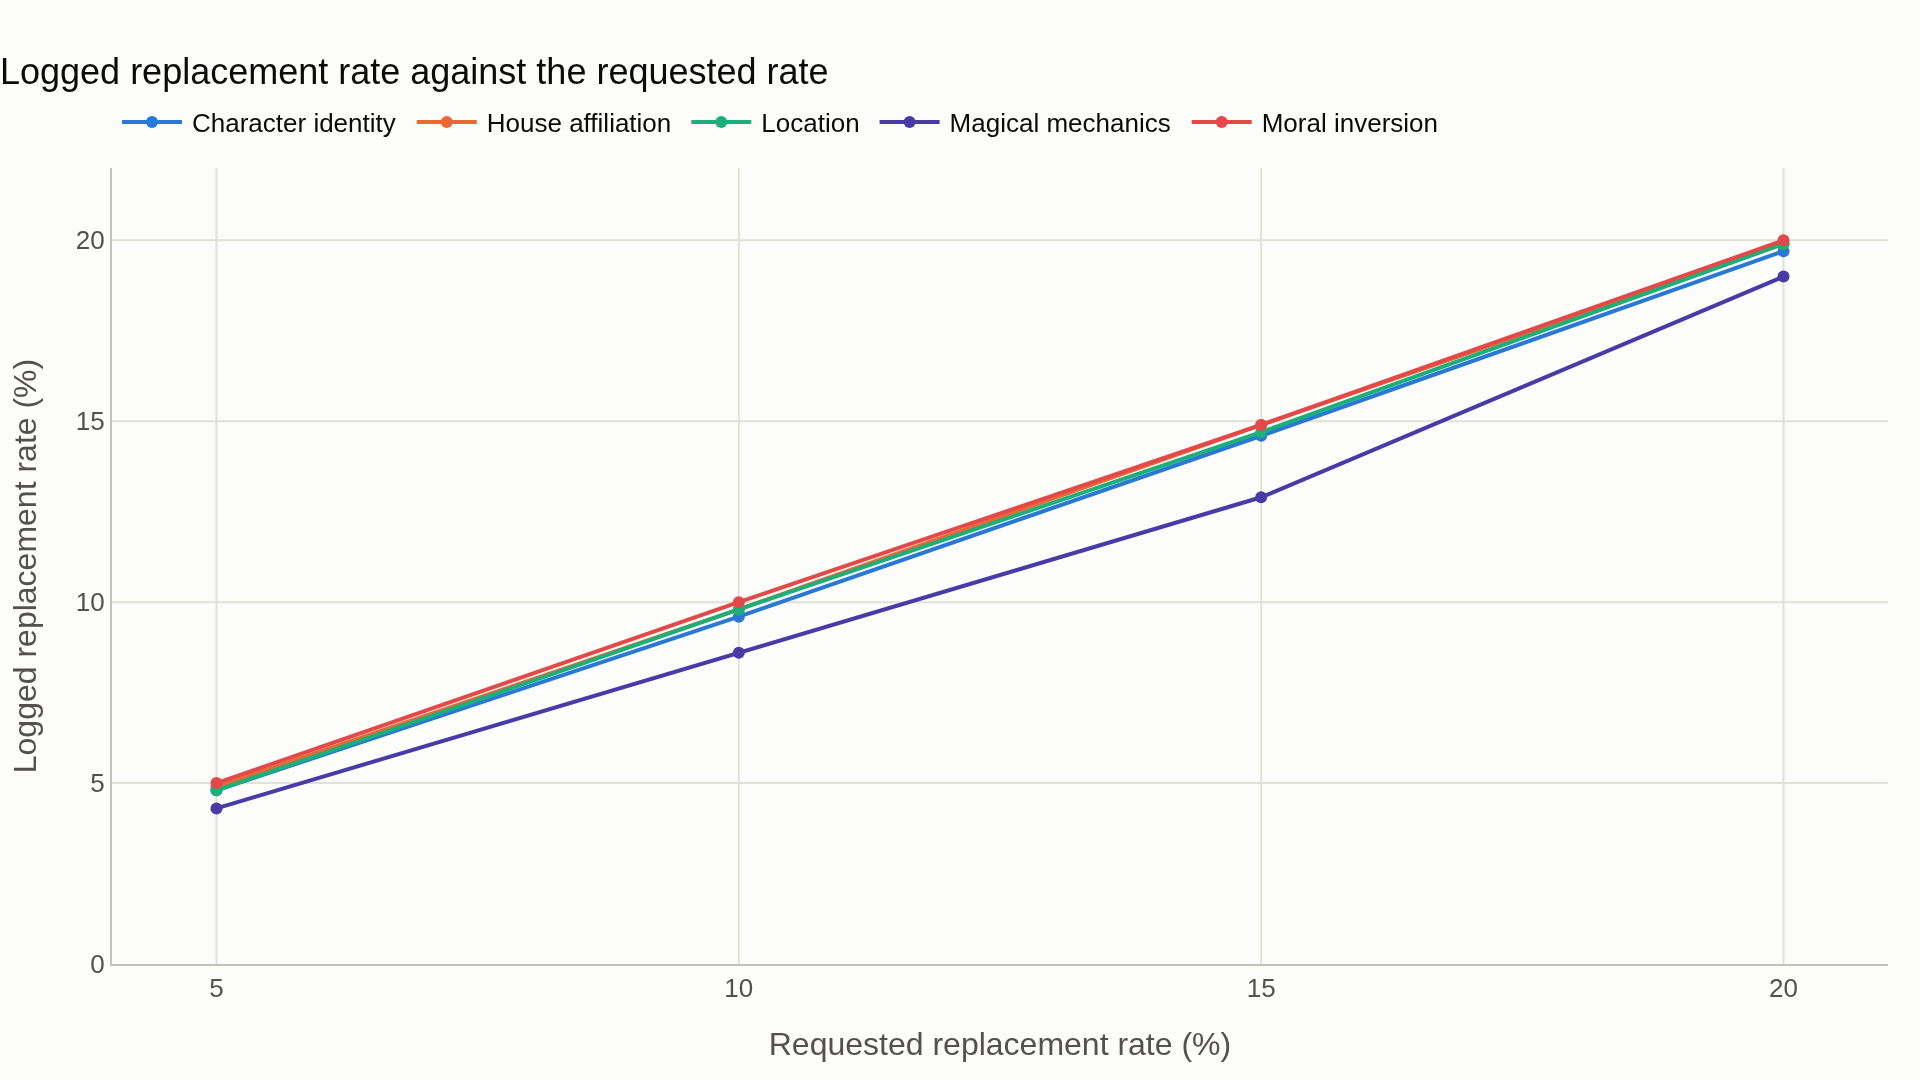 Logged replacement rate against the requested rate
Character identity House affiliation Location Magical mechanics Moral inversion
Logged replacement rate (%)
20
15
10
5
0
5 10 15 20
Requested replacement rate (%)